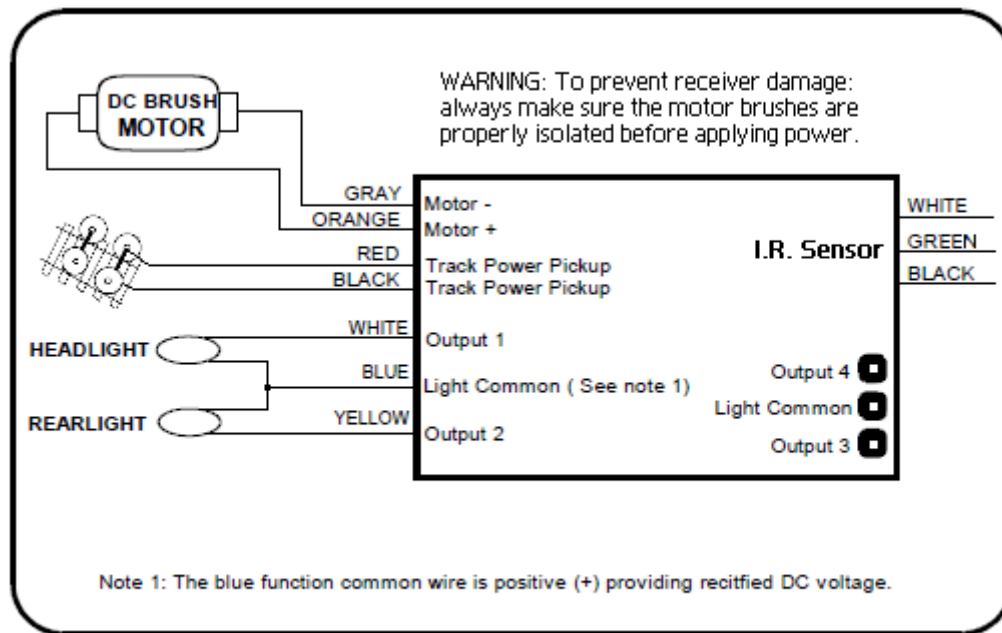 DC BRUSH
MOTOR
WARNING: To prevent receiver damage:
always make sure the motor brushes are
properly isolated before applying power.
GRAY
Motor -
ORANGE
Motor +
RED
Track Power Pickup
BLACK
Track Power Pickup
WHITE
Output 1
HEADLIGHT
BLUE
Light Common ( See note 1)
REARLIGHT
YELLOW
Output 2
I.R. Sensor
WHITE
GREEN
BLACK
Output 4
Light Common
Output 3
Note 1: The blue function common wire is positive (+) providing recitfied DC voltage.